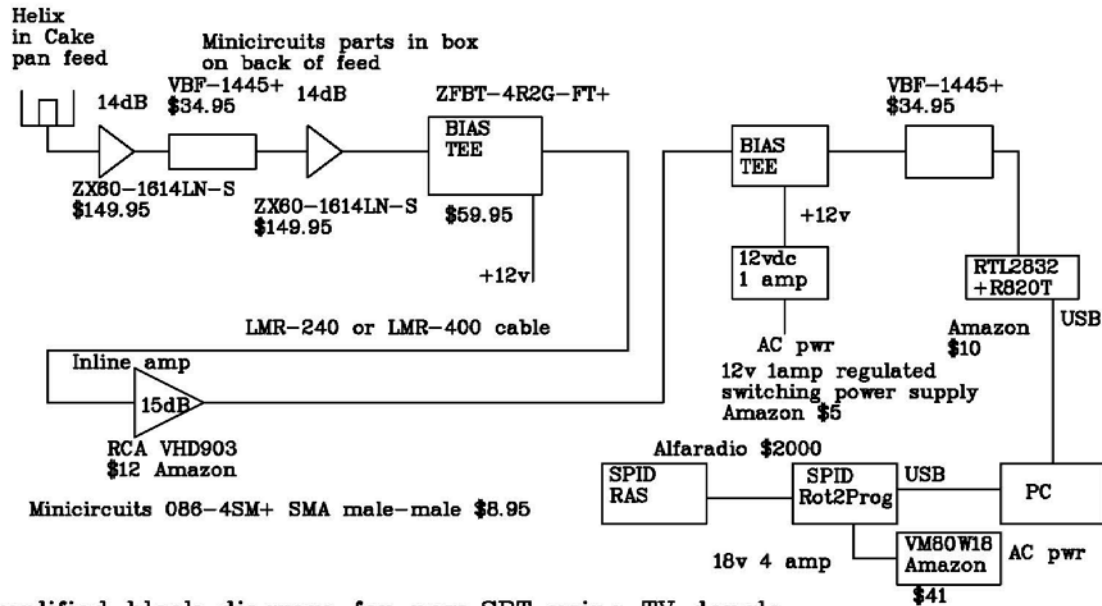 Helix
in Cake
pan feed
Minicircuits parts in box
on back of feed
14dB
VBF-1445+
$34.95
14dB
ZFBT-4R2G-FT+
BIAS
TEE
ZX60-1614LN-S
$149.95
ZX60-1614LN-S
$149.95
$59.95
+12v
VBF-1445+
$34.95
BIAS
TEE
+12v
12vdc
1 amp
AC pwr
12v 1amp regulated
switching power supply
Amazon $5
RTL2832
+R820T
USB
Amazon
$10
LMR-240 or LMR-400 cable
Inline amp
15dB
RCA VHD903
$12 Amazon
Minicircuits 086-4SM+ SMA male-male $8.95
Alfaradio $2000
SPID
RAS
SPID
Rot2Prog
USB
PC
18v 4 amp
VM80W18
Amazon
AC pwr
$41